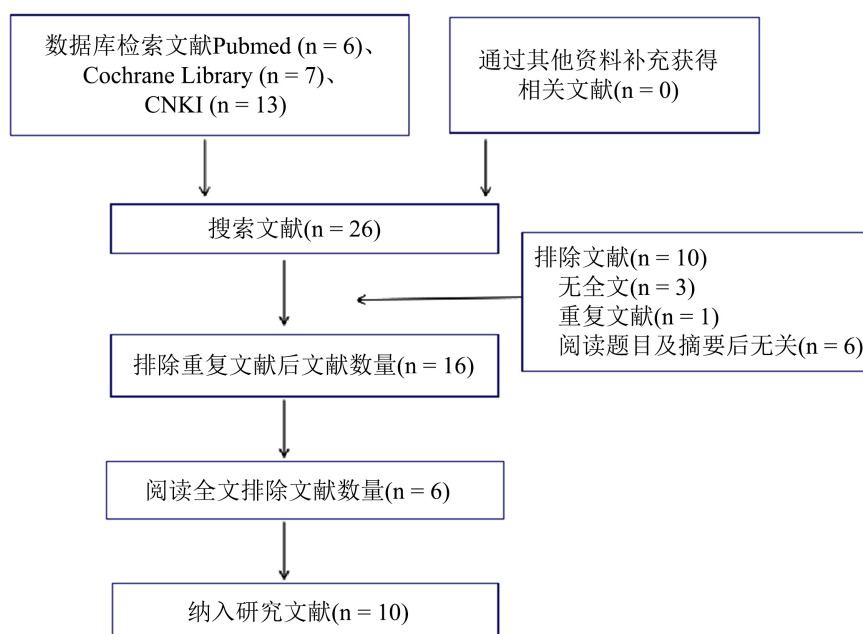 数据库检索文献Pubmed (n = 6)、
Cochrane Library (n = 7)、
CNKI (n = 13)
通过其他资料补充获得
相关文献(n = 0)
搜索文献(n = 26)
排除文献(n = 10)
无全文(n = 3)
重复文献(n = 1)
阅读题目及摘要后无关(n = 6)
排除重复文献后文献数量(n = 16)
阅读全文排除文献数量(n = 6)
纳入研究文献(n = 10)